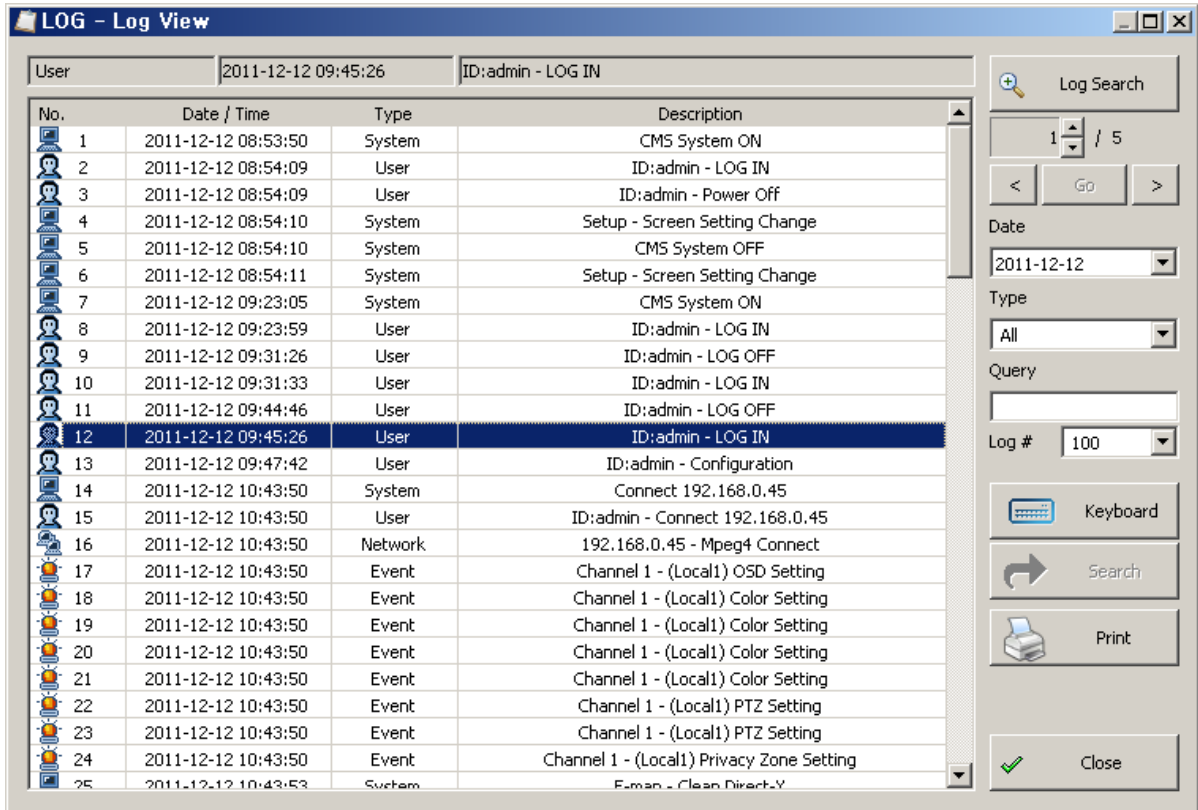 LOG - Log View
User 2011-12-12 09:45:26 ID:admin - LOG IN
No. Date / Time Type Description
1 2011-12-12 08:53:50 System CMS System ON
2 2011-12-12 08:54:09 User ID:admin - LOG IN
3 2011-12-12 08:54:09 User ID:admin - Power Off
4 2011-12-12 08:54:10 System Setup - Screen Setting Change
5 2011-12-12 08:54:10 System CMS System OFF
6 2011-12-12 08:54:11 System Setup - Screen Setting Change
7 2011-12-12 09:23:05 System CMS System ON
8 2011-12-12 09:23:59 User ID:admin - LOG IN
9 2011-12-12 09:31:26 User ID:admin - LOG OFF
10 2011-12-12 09:31:33 User ID:admin - LOG IN
11 2011-12-12 09:44:46 User ID:admin - LOG OFF
12 2011-12-12 09:45:26 User ID:admin - LOG IN
13 2011-12-12 09:47:42 User ID:admin - Configuration
14 2011-12-12 10:43:50 System Connect 192.168.0.45
15 2011-12-12 10:43:50 User ID:admin - Connect 192.168.0.45
16 2011-12-12 10:43:50 Network 192.168.0.45 - Mpeg4 Connect
17 2011-12-12 10:43:50 Event Channel 1 - (Local1) OSD Setting
18 2011-12-12 10:43:50 Event Channel 1 - (Local1) Color Setting
19 2011-12-12 10:43:50 Event Channel 1 - (Local1) Color Setting
20 2011-12-12 10:43:50 Event Channel 1 - (Local1) Color Setting
21 2011-12-12 10:43:50 Event Channel 1 - (Local1) Color Setting
22 2011-12-12 10:43:50 Event Channel 1 - (Local1) PTZ Setting
23 2011-12-12 10:43:50 Event Channel 1 - (Local1) PTZ Setting
24 2011-12-12 10:43:50 Event Channel 1 - (Local1) Privacy Zone Setting
25 2011-12-12 10:43:53 System E-map - Clean Direct-X
Log Search
1 / 5
< Go >
Date
2011-12-12
Type
All
Query
Log # 100
Keyboard
Search
Print
Close